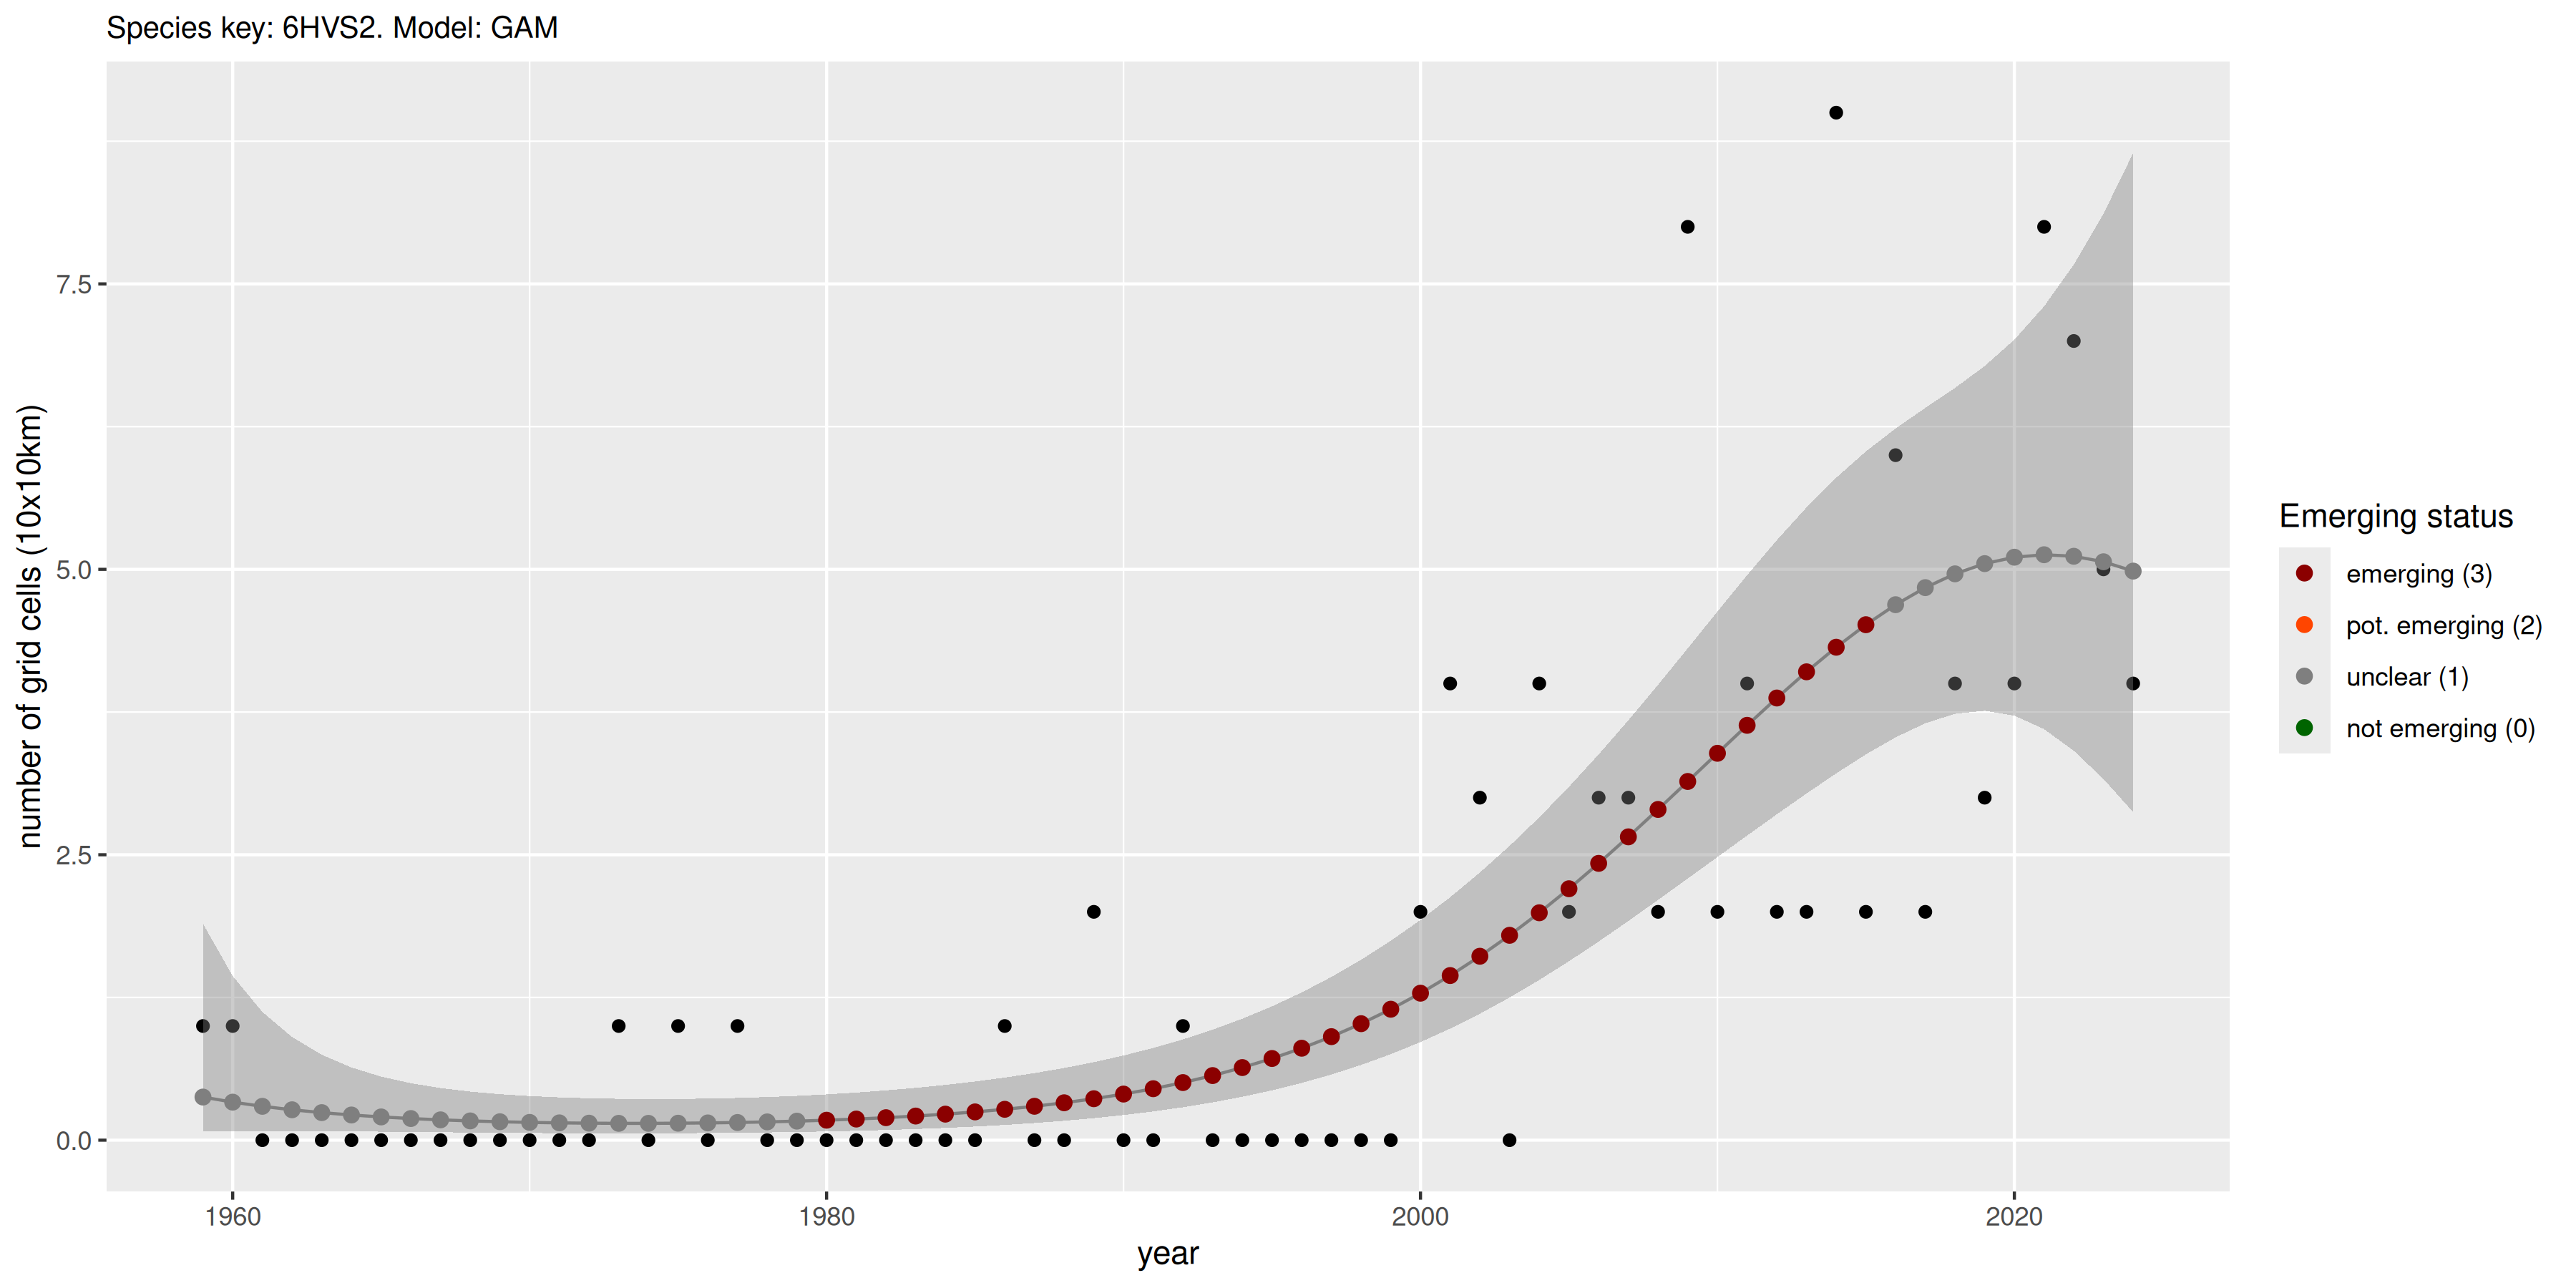 Species key: 6HVS2. Model: GAM
number of grid cells (10x10km)
7.5
5.0
2.5
0.0
1960
1980
2000
2020
year
Emerging status
emerging (3)
pot. emerging (2)
unclear (1)
not emerging (0)